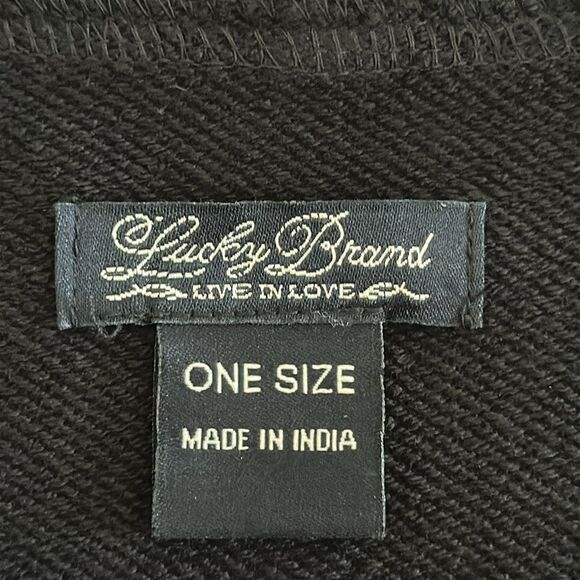 Lucky Brand
LIVE IN LOVE
ONE SIZE
MADE IN INDIA